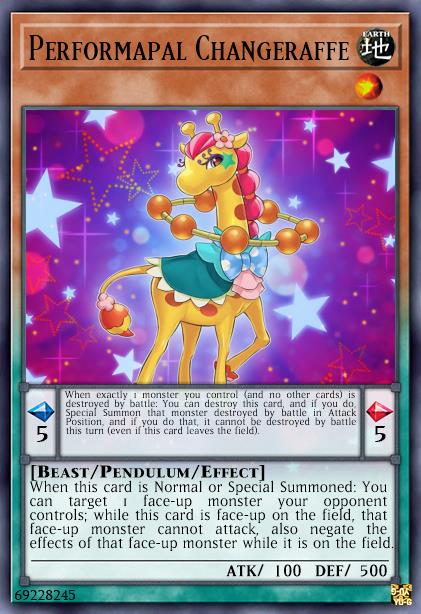 PERFORMAPAL CHANGERAFFE
EARTH
地
When exactly 1 monster you control (and no other cards) is
destroyed by battle: You can destroy this card, and if you do,
Special Summon that monster destroyed by battle in Attack
Position, and if you do that, it cannot be destroyed by battle
this turn (even if this card leaves the field).
5
5
[BEAST/PENDULUM/EFFECT]
When this card is Normal or Special Summoned: You
can target 1 face-up monster your opponent
controls; while this card is face-up on the field, that
face-up monster cannot attack, also negate the
effects of that face-up monster while it is on the field.
ATK/ 100 DEF/ 500
69228245